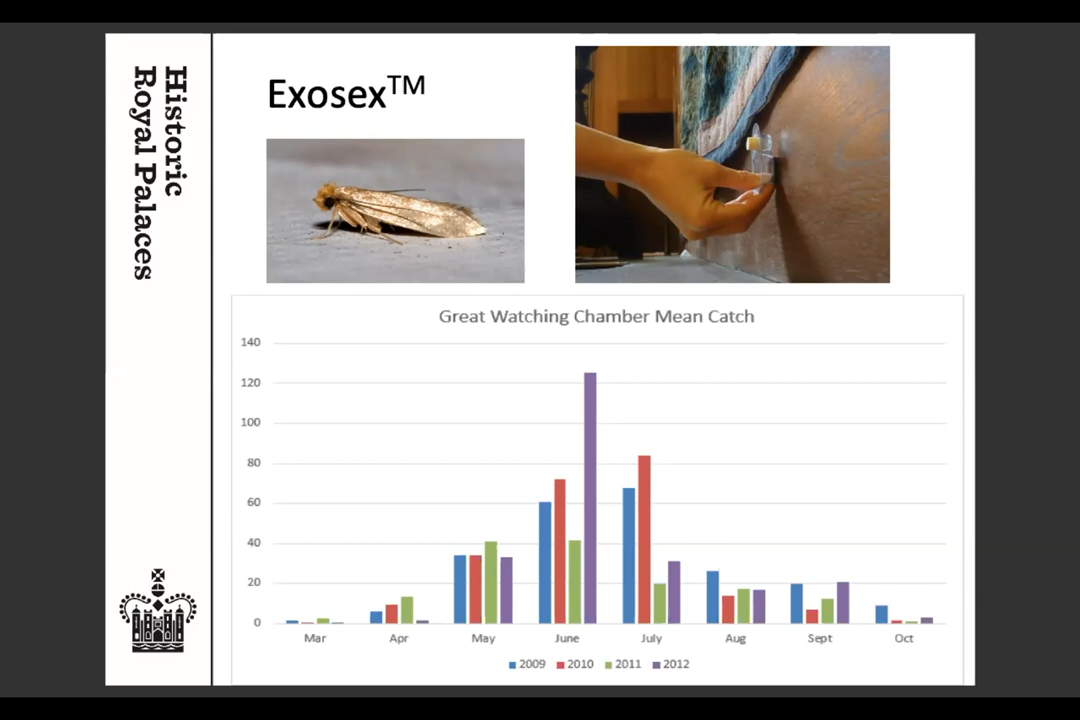 Historic
Royal Palaces
Exosex™
Great Watching Chamber Mean Catch
140
120
100
80
60
40
20
0
Mar Apr May June July Aug Sept Oct
2009 2010 2011 2012